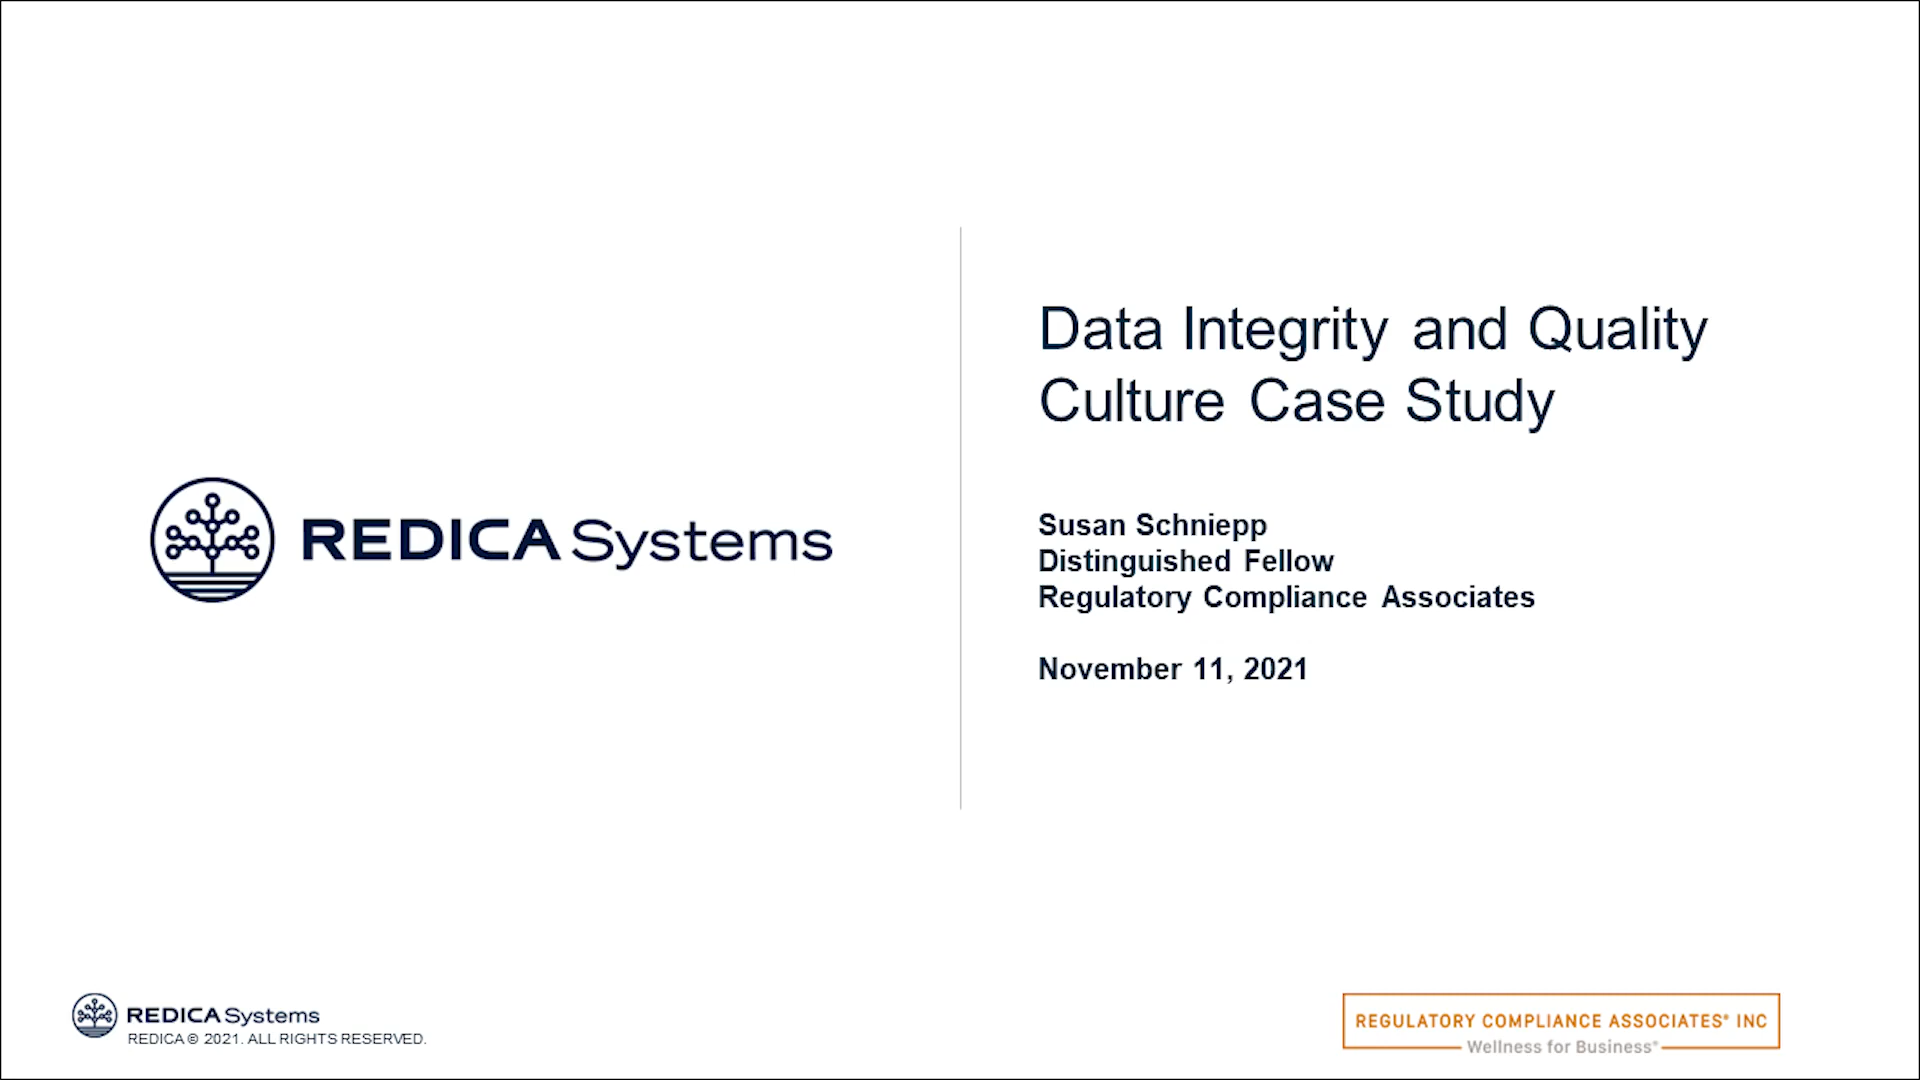 REDICA Systems
Data Integrity and Quality
Culture Case Study
Susan Schniepp
Distinguished Fellow
Regulatory Compliance Associates
November 11, 2021
REDICA Systems
REDICA © 2021. ALL RIGHTS RESERVED.
REGULATORY COMPLIANCE ASSOCIATES® INC
Wellness for Business®